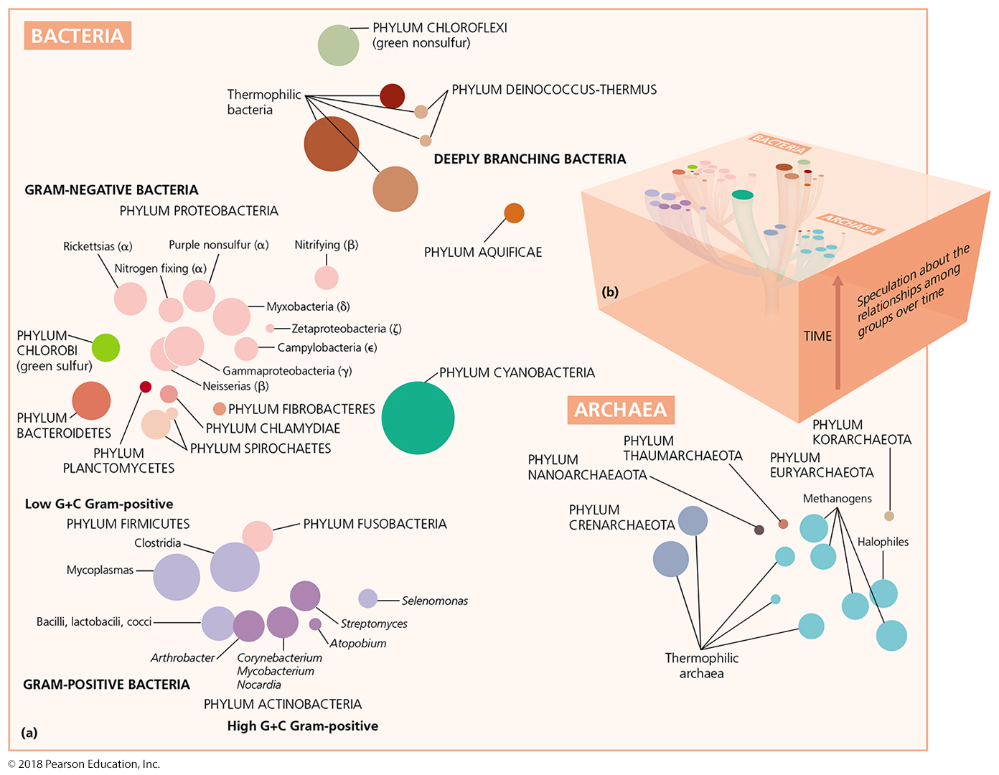 BACTERIA
PHYLUM CHLOROFLEXI
(green nonsulfur)
Thermophilic
bacteria
PHYLUM DEINOCOCCUS-THERMUS
DEEPLY BRANCHING BACTERIA
GRAM-NEGATIVE BACTERIA
PHYLUM PROTEOBACTERIA
Rickettsias (α)
Purple nonsulfur (α)
Nitrogen fixing (α)
Nitrifying (β)
PHYLUM AQUIFICAE
Myxobacteria (δ)
Zetaproteobacteria (ζ)
Campylobacteria (ϵ)
Gammaproteobacteria (γ)
Neisserias (β)
PHYLUM
CHLOROBI
(green sulfur)
PHYLUM CYANOBACTERIA
PHYLUM FIBROBACTERES
PHYLUM
BACTEROIDETES
PHYLUM CHLAMYDIAE
PHYLUM SPIROCHAETES
PHYLUM
PLANCTOMYCETES
Low G+C Gram-positive
PHYLUM FIRMICUTES
PHYLUM FUSOBACTERIA
Clostridia
Mycoplasmas
Selenomonas
Bacilli, lactobacili, cocci
Streptomyces
Atopobium
Arthrobacter
Corynebacterium
Mycobacterium
Nocardia
GRAM-POSITIVE BACTERIA
PHYLUM ACTINOBACTERIA
High G+C Gram-positive
(a)
BACTERIA
ARCHAEA
(b)
TIME
Speculation about the
relationships among
groups over time
ARCHAEA
PHYLUM
KORARCHAEOTA
PHYLUM
THAUMARCHAEOTA
PHYLUM
NANOARCHAEAOTA
PHYLUM
EURYARCHAEOTA
Methanogens
PHYLUM
CRENARCHAEOTA
Halophiles
Thermophilic
archaea
© 2018 Pearson Education, Inc.